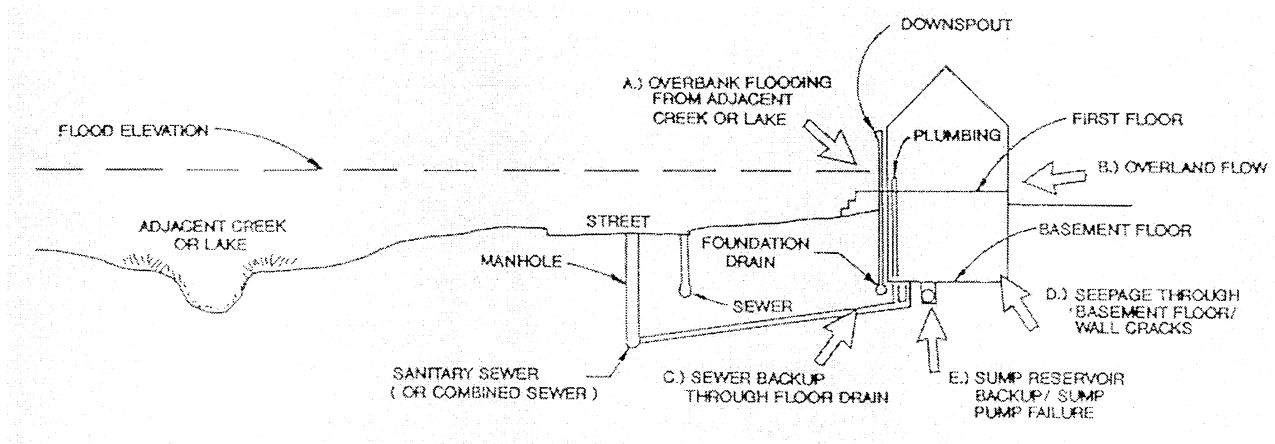 DOWNSPOUT
A.) OVERBANK FLOODING
FROM ADJACENT
CREEK OR LAKE
FLOOD ELEVATION
PLUMBING
FIRST FLOOR
B.) OVERLAND FLOW
ADJACENT CREEK
OR LAKE
STREET
MANHOLE
FOUNDATION
DRAIN
BASEMENT FLOOR
SEWER
D.) SEEPAGE THROUGH
BASEMENT FLOOR/
WALL CRACKS
SANITARY SEWER
( OR COMBINED SEWER )
C.) SEWER BACKUP
THROUGH FLOOR DRAIN
E.) SUMP RESERVOIR
BACKUP/ SUMP
PUMP FAILURE